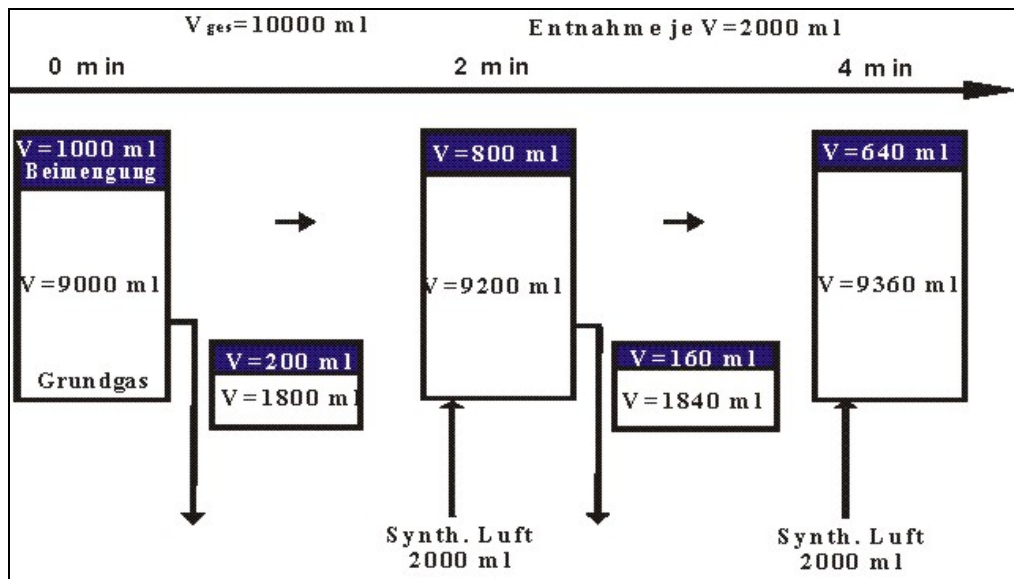 Vges=10000 ml
Entnahme je V=2000 ml
0 min
2 min
4 min
V=1000 ml
Beimengung
V=9000 ml
Grundgas
V=200 ml
V=1800 ml
V=800 ml
V=9200 ml
Synth. Luft
2000 ml
V=160 ml
V=1840 ml
V=640 ml
V=9360 ml
Synth. Luft
2000 ml